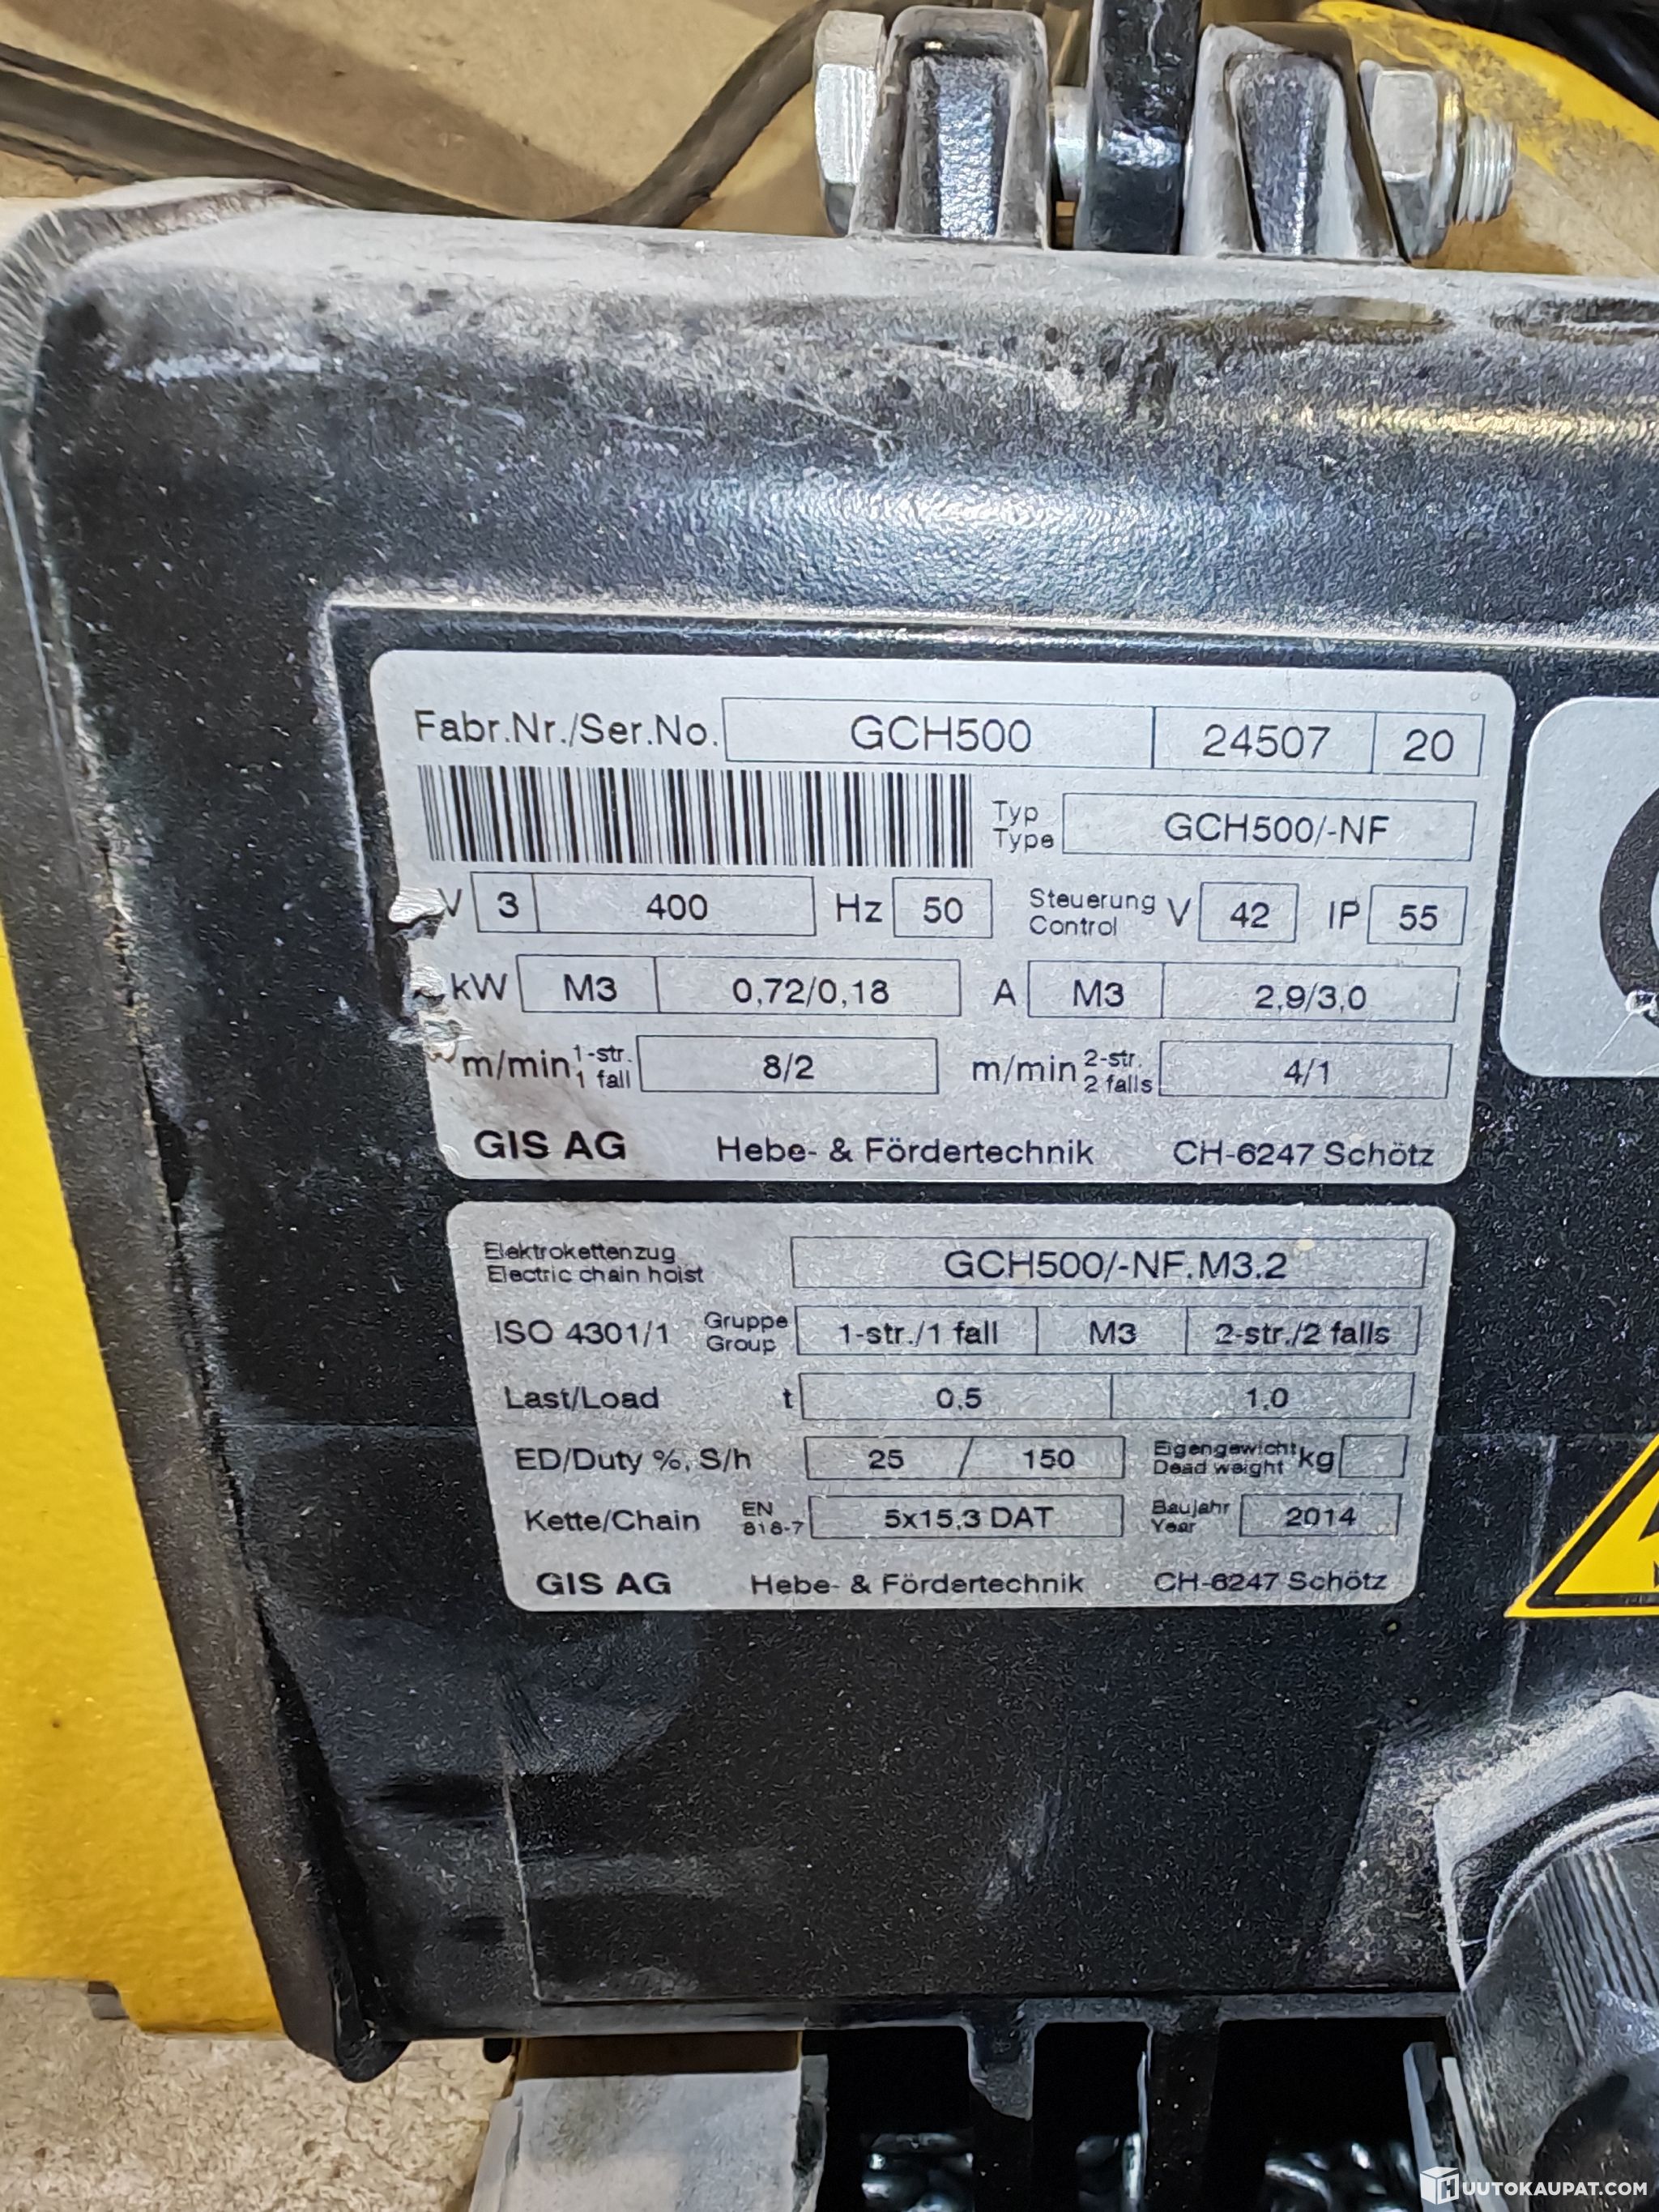 Fabr.Nr./Ser.No. GCH500 24507 20
Typ
Type GCH500/-NF
V 3 400 Hz 50 Steuerung
Control V 42 IP 55
kW M3 0,72/0,18 A M3 2,9/3,0
m/min 1-str.
1 fall 8/2 m/min 2-str.
2 falls 4/1
GIS AG Hebe- & Fördertechnik CH-6247 Schötz
Elektrokettenzug
Electric chain hoist GCH500/-NF.M3.2
ISO 4301/1 Gruppe
Group 1-str./1 fall M3 2-str./2 falls
Last/Load t 0.5 1.0
ED/Duty %, S/h 25 / 150 Eigengewicht
Dead weight kg
Kette/Chain EN
818-7 5x15,3 DAT Baujahr
Year 2014
GIS AG Hebe- & Fördertechnik CH-6247 Schötz
HUUTOKAUPAT.COM